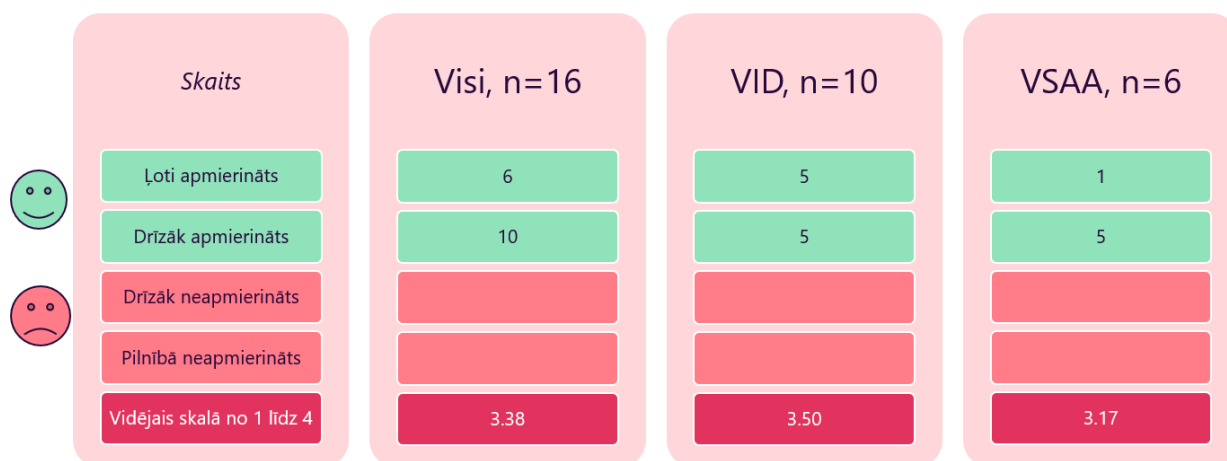 Skaits Visi, n=16 VID, n=10 VSAA, n=6
Ļoti apmierināts 6 5 1
Drīzāk apmierināts 10 5 5
Drīzāk neapmierināts
Pilnībā neapmierināts
Vidējais skalā no 1 līdz 4 3.38 3.50 3.17